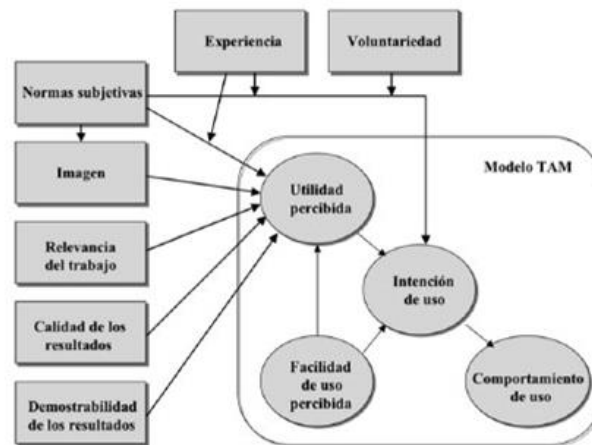 Experiencia
Voluntariedad
Normas subjetivas
Imagen
Modelo TAM
Utilidad
percibida
Relevancia
del trabajo
Intención
de uso
Calidad de los
resultados
Facilidad
de uso
percibida
Comportamiento
de uso
Demostrabilidad
de los resultados